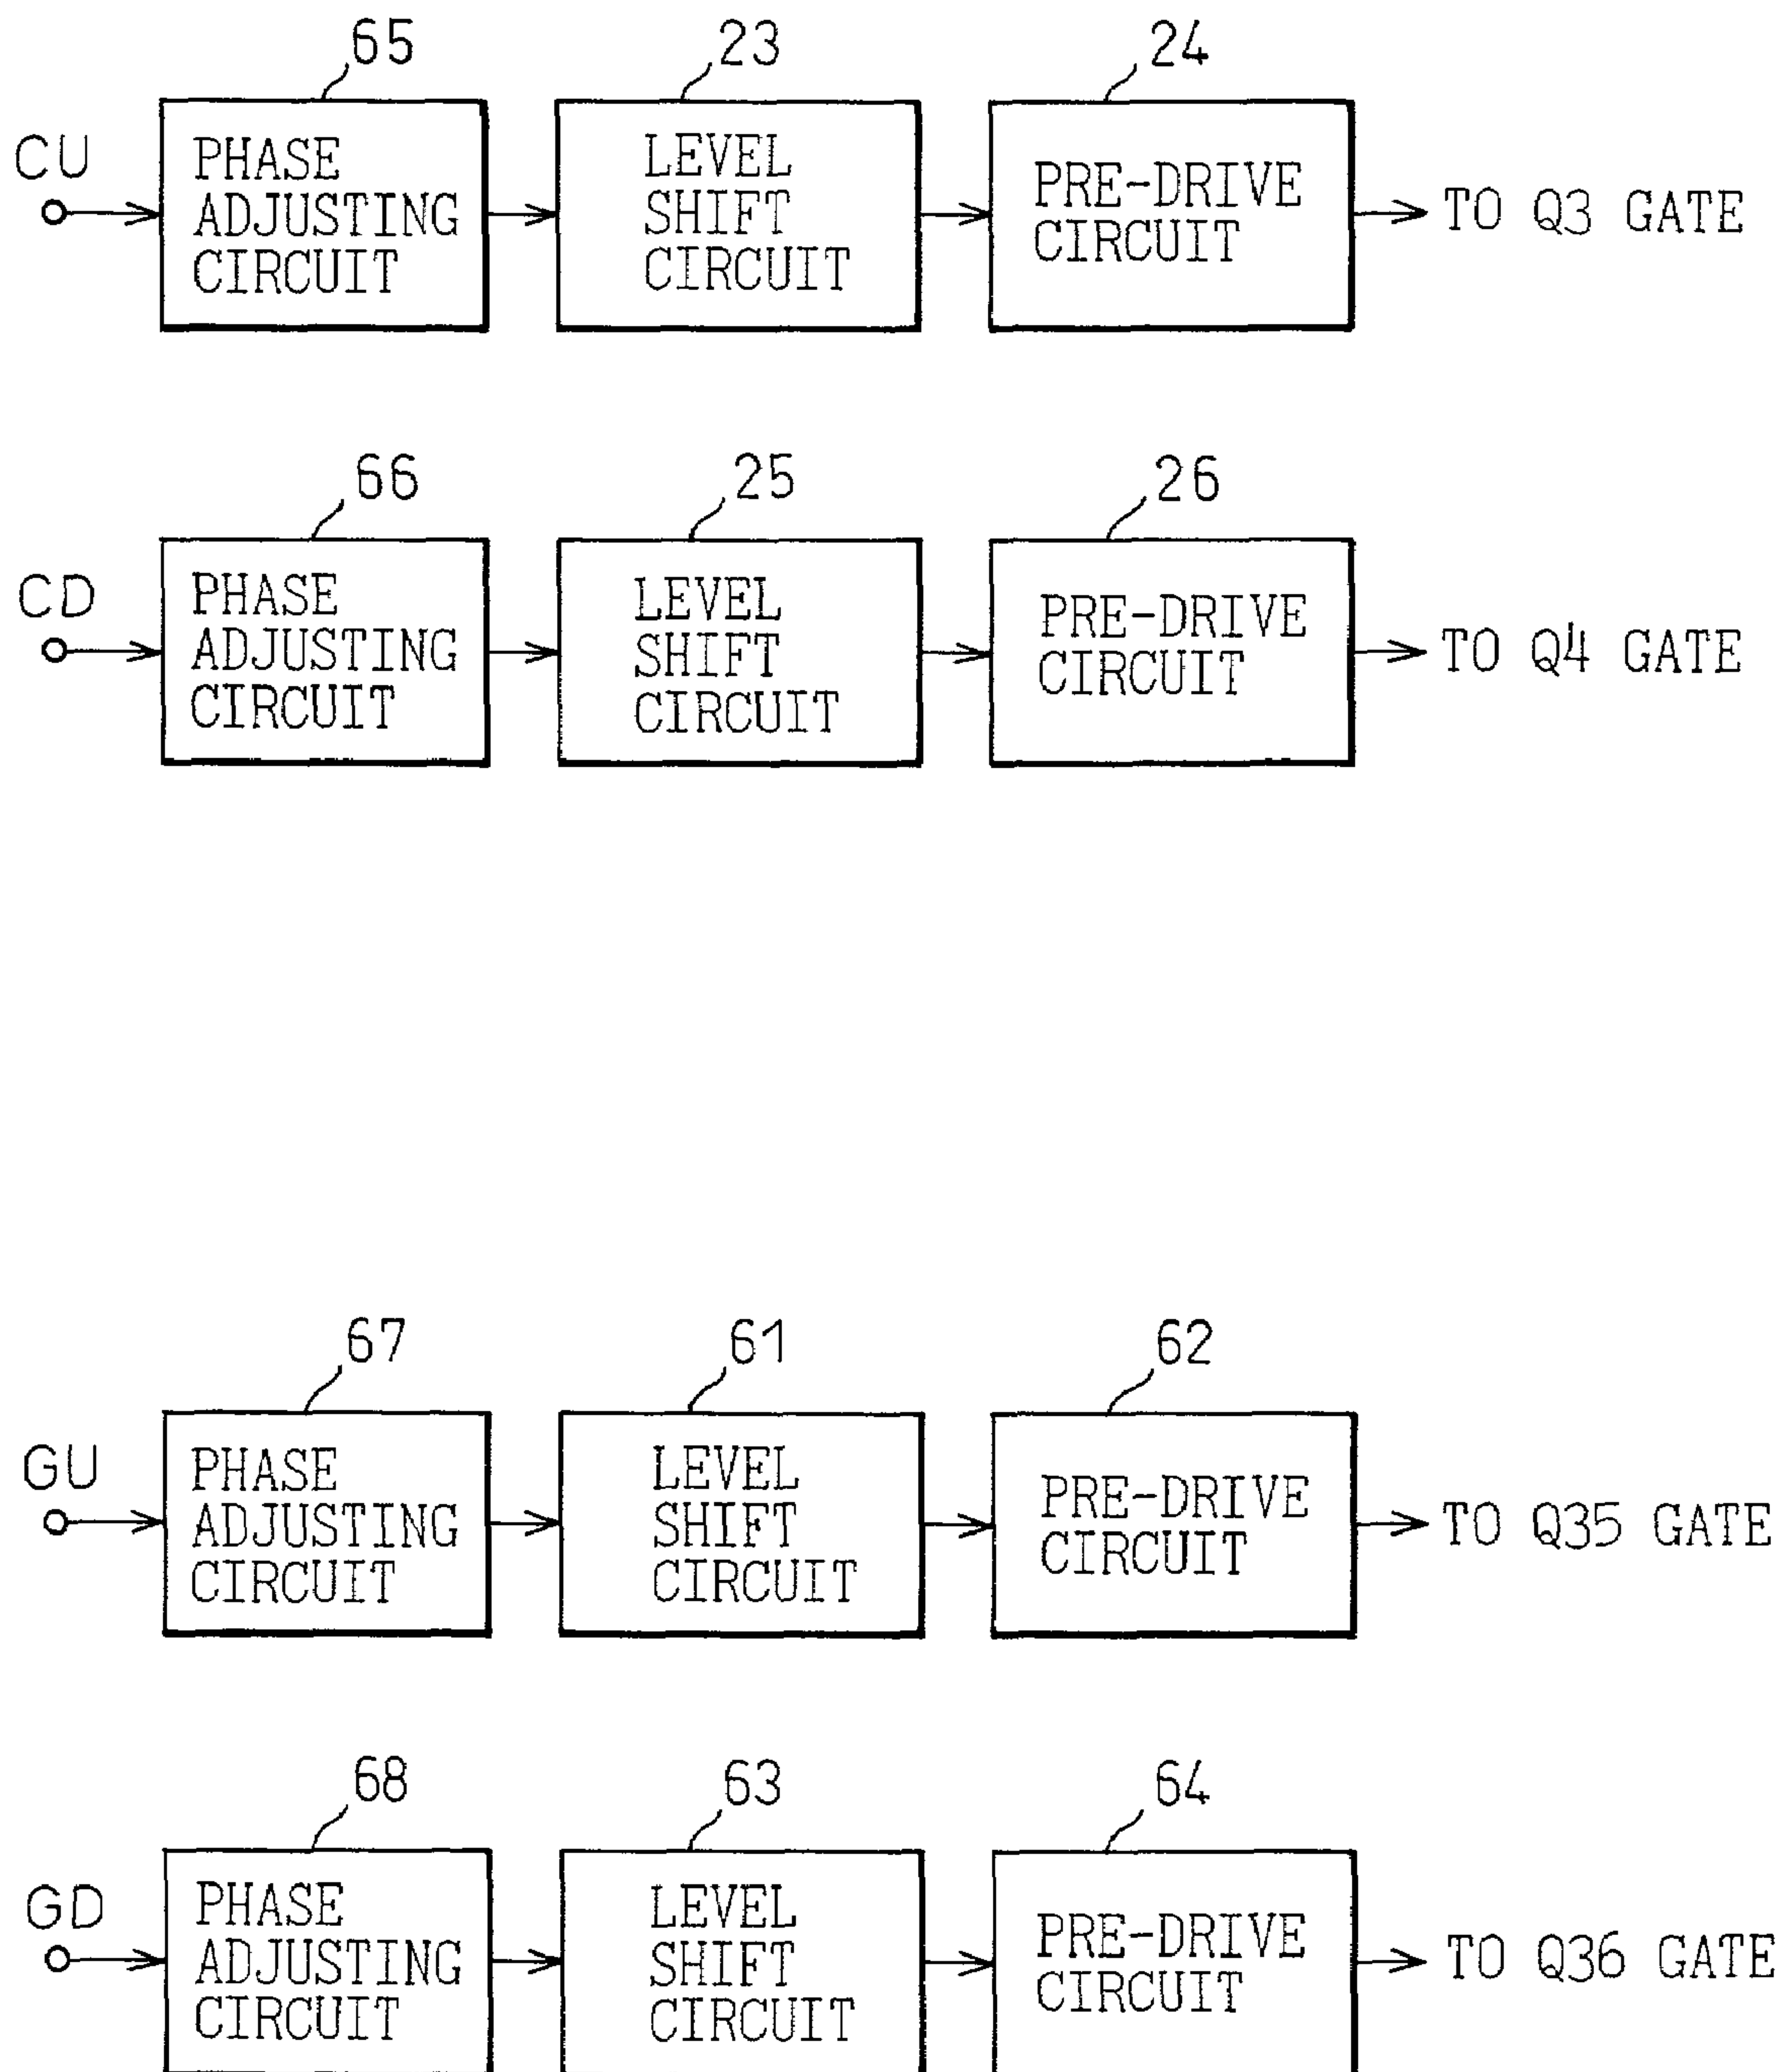 65
23
24
CU
PHASE
ADJUSTING
CIRCUIT
LEVEL
SHIFT
CIRCUIT
PRE-DRIVE
CIRCUIT
TO Q3 GATE
66
25
26
CD
PHASE
ADJUSTING
CIRCUIT
LEVEL
SHIFT
CIRCUIT
PRE-DRIVE
CIRCUIT
TO Q4 GATE
67
61
62
GU
PHASE
ADJUSTING
CIRCUIT
LEVEL
SHIFT
CIRCUIT
PRE-DRIVE
CIRCUIT
TO Q35 GATE
68
63
64
GD
PHASE
ADJUSTING
CIRCUIT
LEVEL
SHIFT
CIRCUIT
PRE-DRIVE
CIRCUIT
TO Q36 GATE